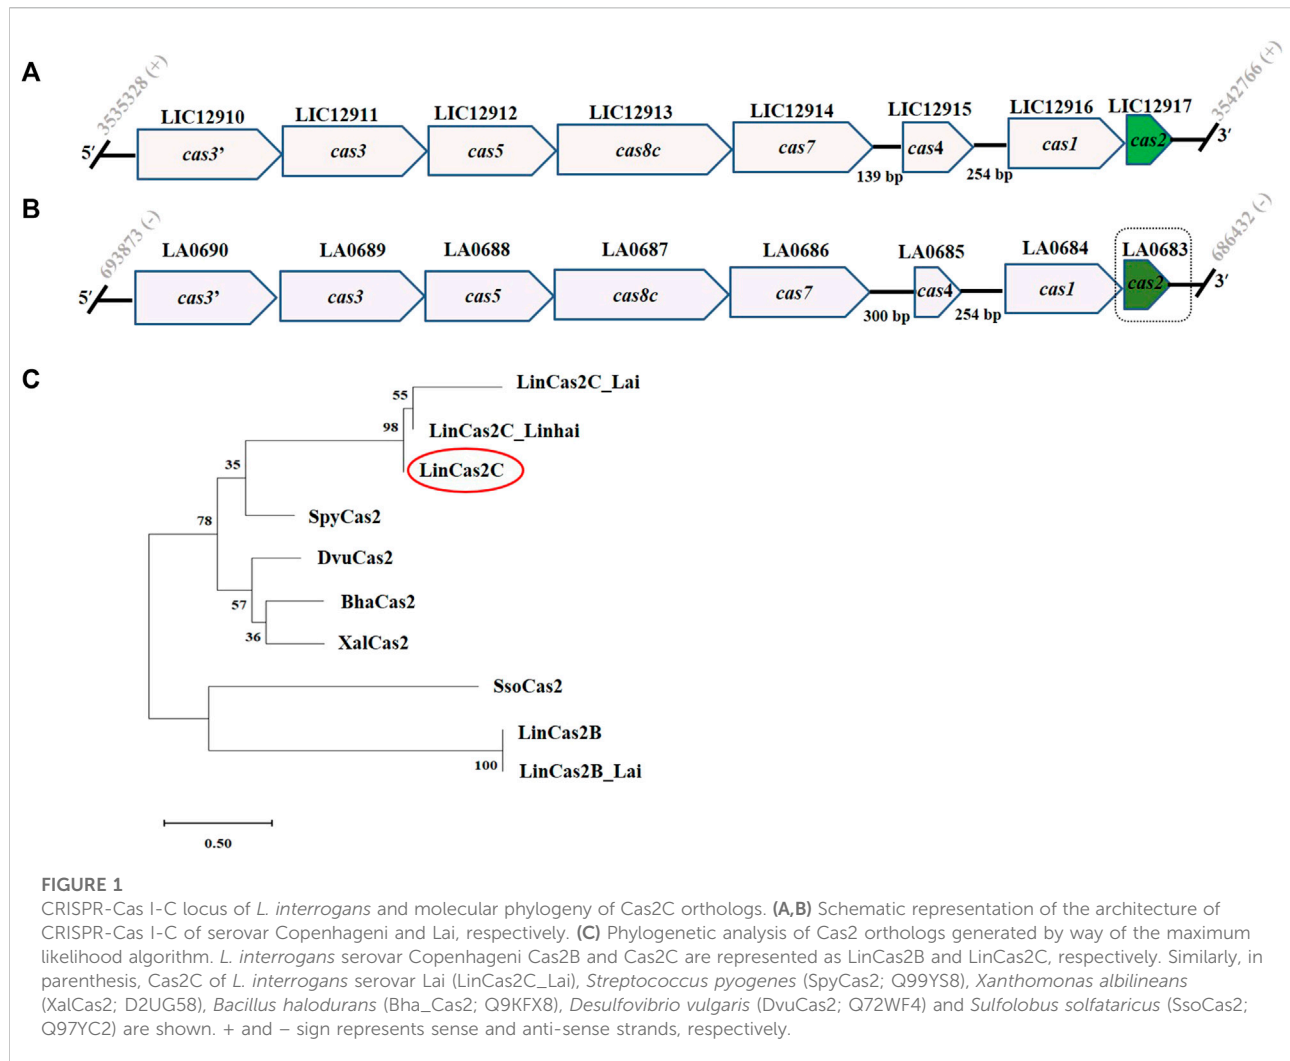 A
3535328 (+)
3542766 (+)
LIC12910 LIC12911 LIC12912 LIC12913 LIC12914 LIC12915 LIC12916 LIC12917
5′ cas3’ cas3 cas5 cas8c cas7 cas4 cas1 cas2 3′
139 bp 254 bp
B
693873 (-)
686432 (-)
LA0690 LA0689 LA0688 LA0687 LA0686 LA0685 LA0684 LA0683
5′ cas3’ cas3 cas5 cas8c cas7 cas4 cas1 cas2 3′
300 bp 254 bp
C
LinCas2C_Lai
55
LinCas2C_Linhai
98
LinCas2C
35
SpyCas2
78
DvuCas2
BhaCas2
57
36
XalCas2
SsoCas2
LinCas2B
100
LinCas2B_Lai
0.50
FIGURE 1
CRISPR-Cas I-C locus of L. interrogans and molecular phylogeny of Cas2C orthologs. (A,B) Schematic representation of the architecture of
CRISPR-Cas I-C of serovar Copenhageni and Lai, respectively. (C) Phylogenetic analysis of Cas2 orthologs generated by way of the maximum
likelihood algorithm. L. interrogans serovar Copenhageni Cas2B and Cas2C are represented as LinCas2B and LinCas2C, respectively. Similarly, in
parenthesis, Cas2C of L. interrogans serovar Lai (LinCas2C_Lai), Streptococcus pyogenes (SpyCas2; Q99YS8), Xanthomonas albilineans
(XalCas2; D2UG58), Bacillus halodurans (Bha_Cas2; Q9KFX8), Desulfovibrio vulgaris (DvuCas2; Q72WF4) and Sulfolobus solfataricus (SsoCas2;
Q97YC2) are shown. + and – sign represents sense and anti-sense strands, respectively.